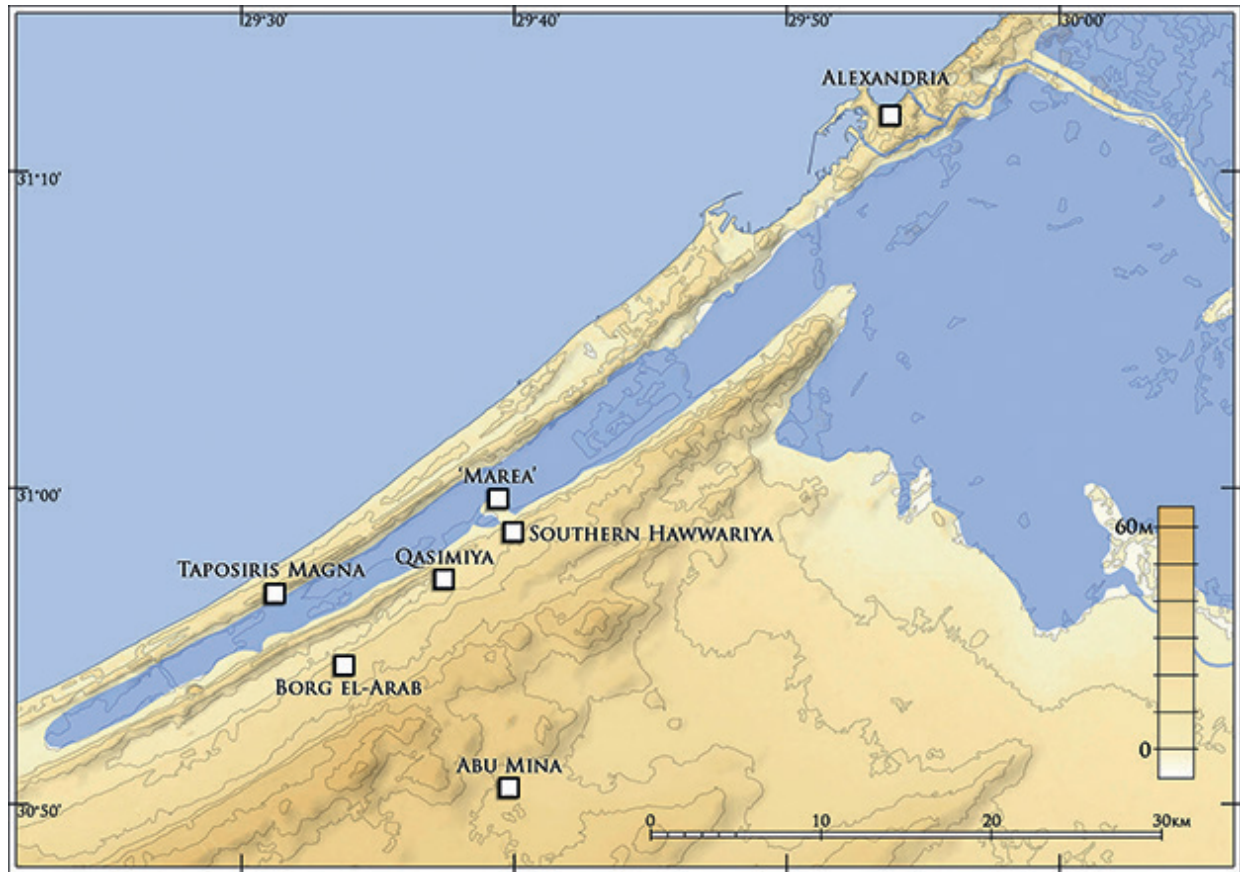 29°30'
29°40'
29°50'
30°00'
Alexandria
31°10'
'Marea'
31°00'
Southern Hawwariya
Qasimiya
60m
Taposiris Magna
Borg el-Arab
0
Abu Mina
30°50'
0 10 20 30km